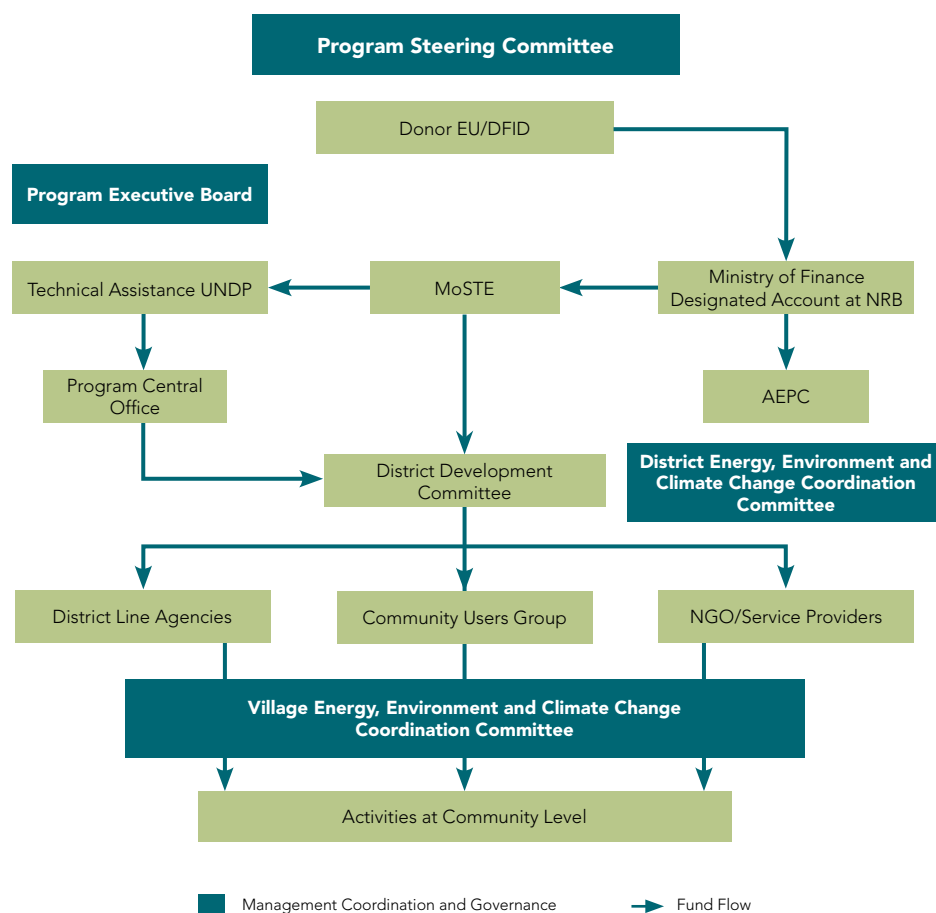 Program Steering Committee
Donor EU/DFID
Program Executive Board
Technical Assistance UNDP
MoSTE
Ministry of Finance
Designated Account at NRB
Program Central
Office
AEPC
District Development
Committee
District Energy, Environment and
Climate Change Coordination
Committee
District Line Agencies
Community Users Group
NGO/Service Providers
Village Energy, Environment and Climate Change
Coordination Committee
Activities at Community Level
Management Coordination and Governance
Fund Flow